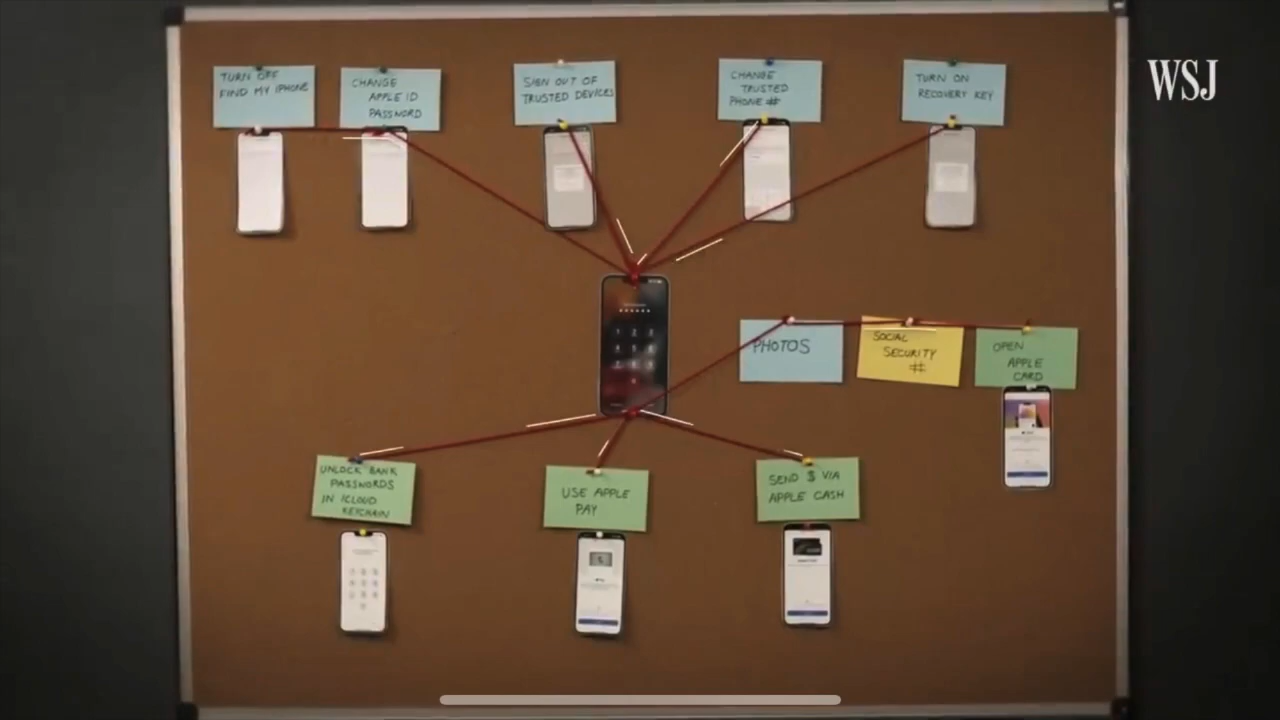 WSJ
TURN OFF
FIND MY IPHONE
CHANGE
APPLE ID
PASSWORD
SIGN OUT OF
TRUSTED DEVICES
CHANGE
TRUSTED
PHONE #
TURN ON
RECOVERY KEY
PHOTOS
SOCIAL
SECURITY
#
OPEN
APPLE
CARD
UNLOCK BANK
PASSWORDS
IN ICLOUD
KEYCHAIN
USE APPLE
PAY
SEND $ VIA
APPLE CASH